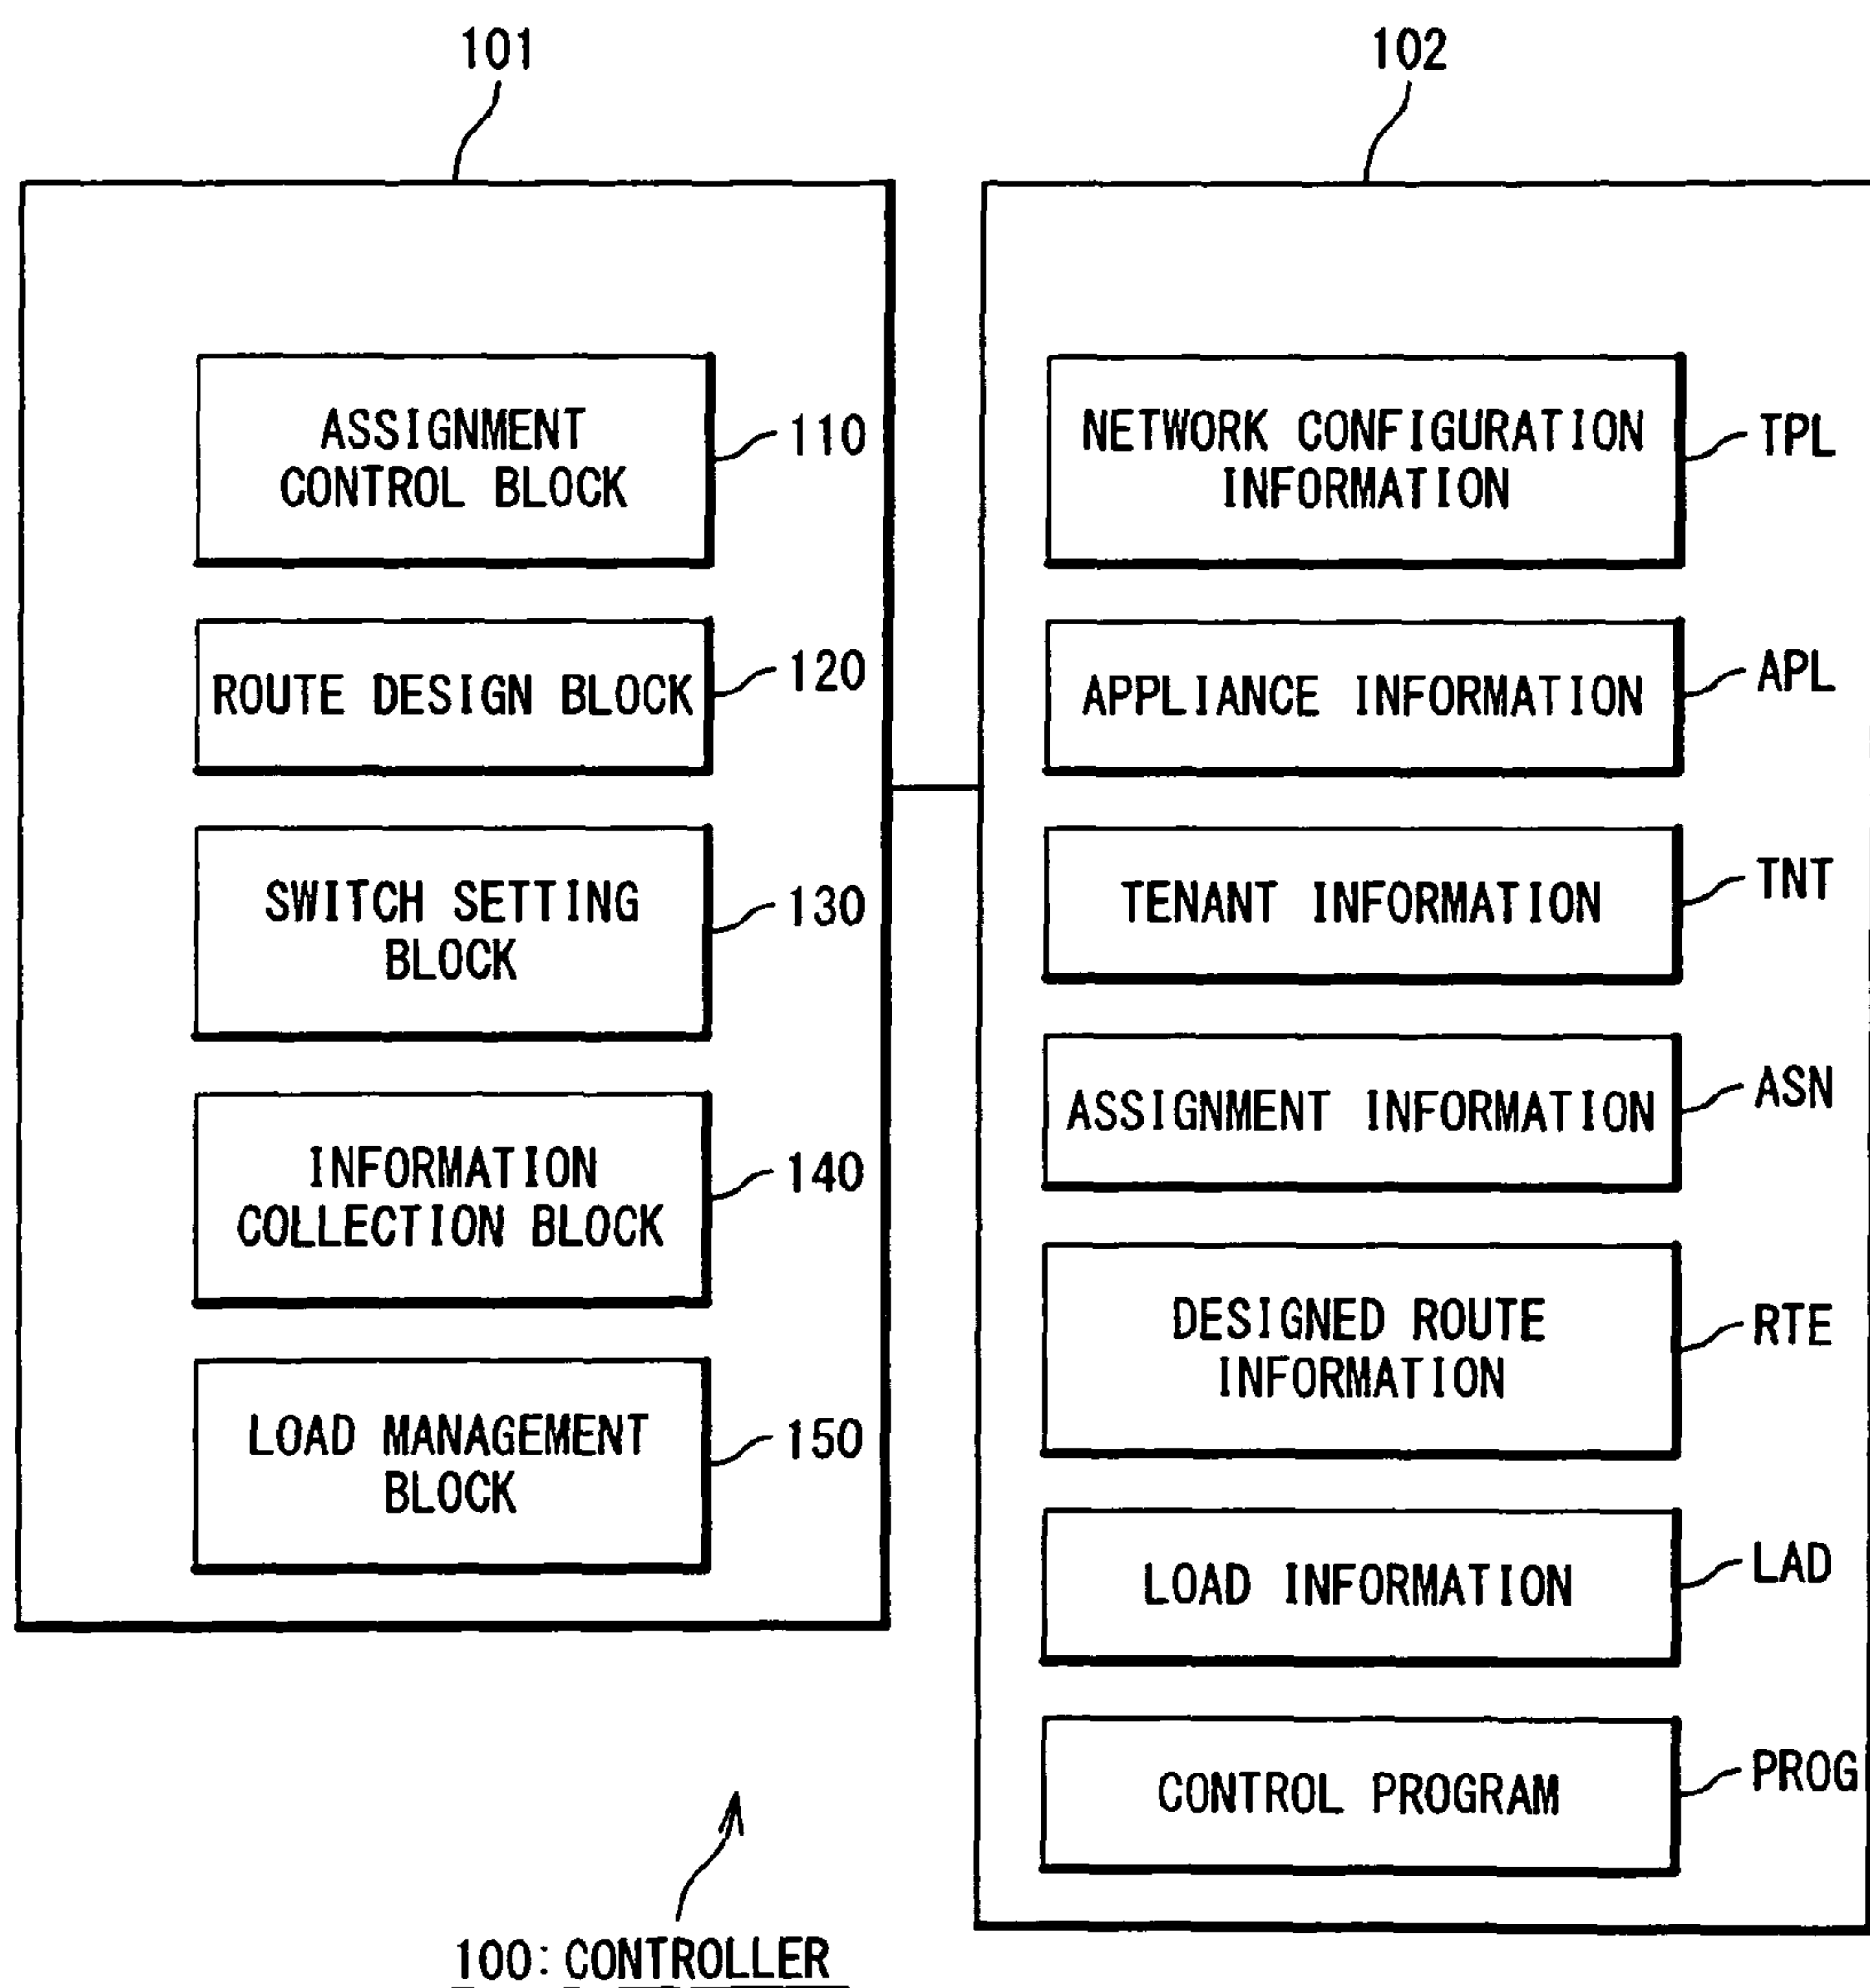 101
102
ASSIGNMENT
CONTROL BLOCK
110
ROUTE DESIGN BLOCK
120
SWITCH SETTING
BLOCK
130
INFORMATION
COLLECTION BLOCK
140
LOAD MANAGEMENT
BLOCK
150
NETWORK CONFIGURATION
INFORMATION
TPL
APPLIANCE INFORMATION
APL
TENANT INFORMATION
TNT
ASSIGNMENT INFORMATION
ASN
DESIGNED ROUTE
INFORMATION
RTE
LOAD INFORMATION
LAD
CONTROL PROGRAM
PROG
100: CONTROLLER